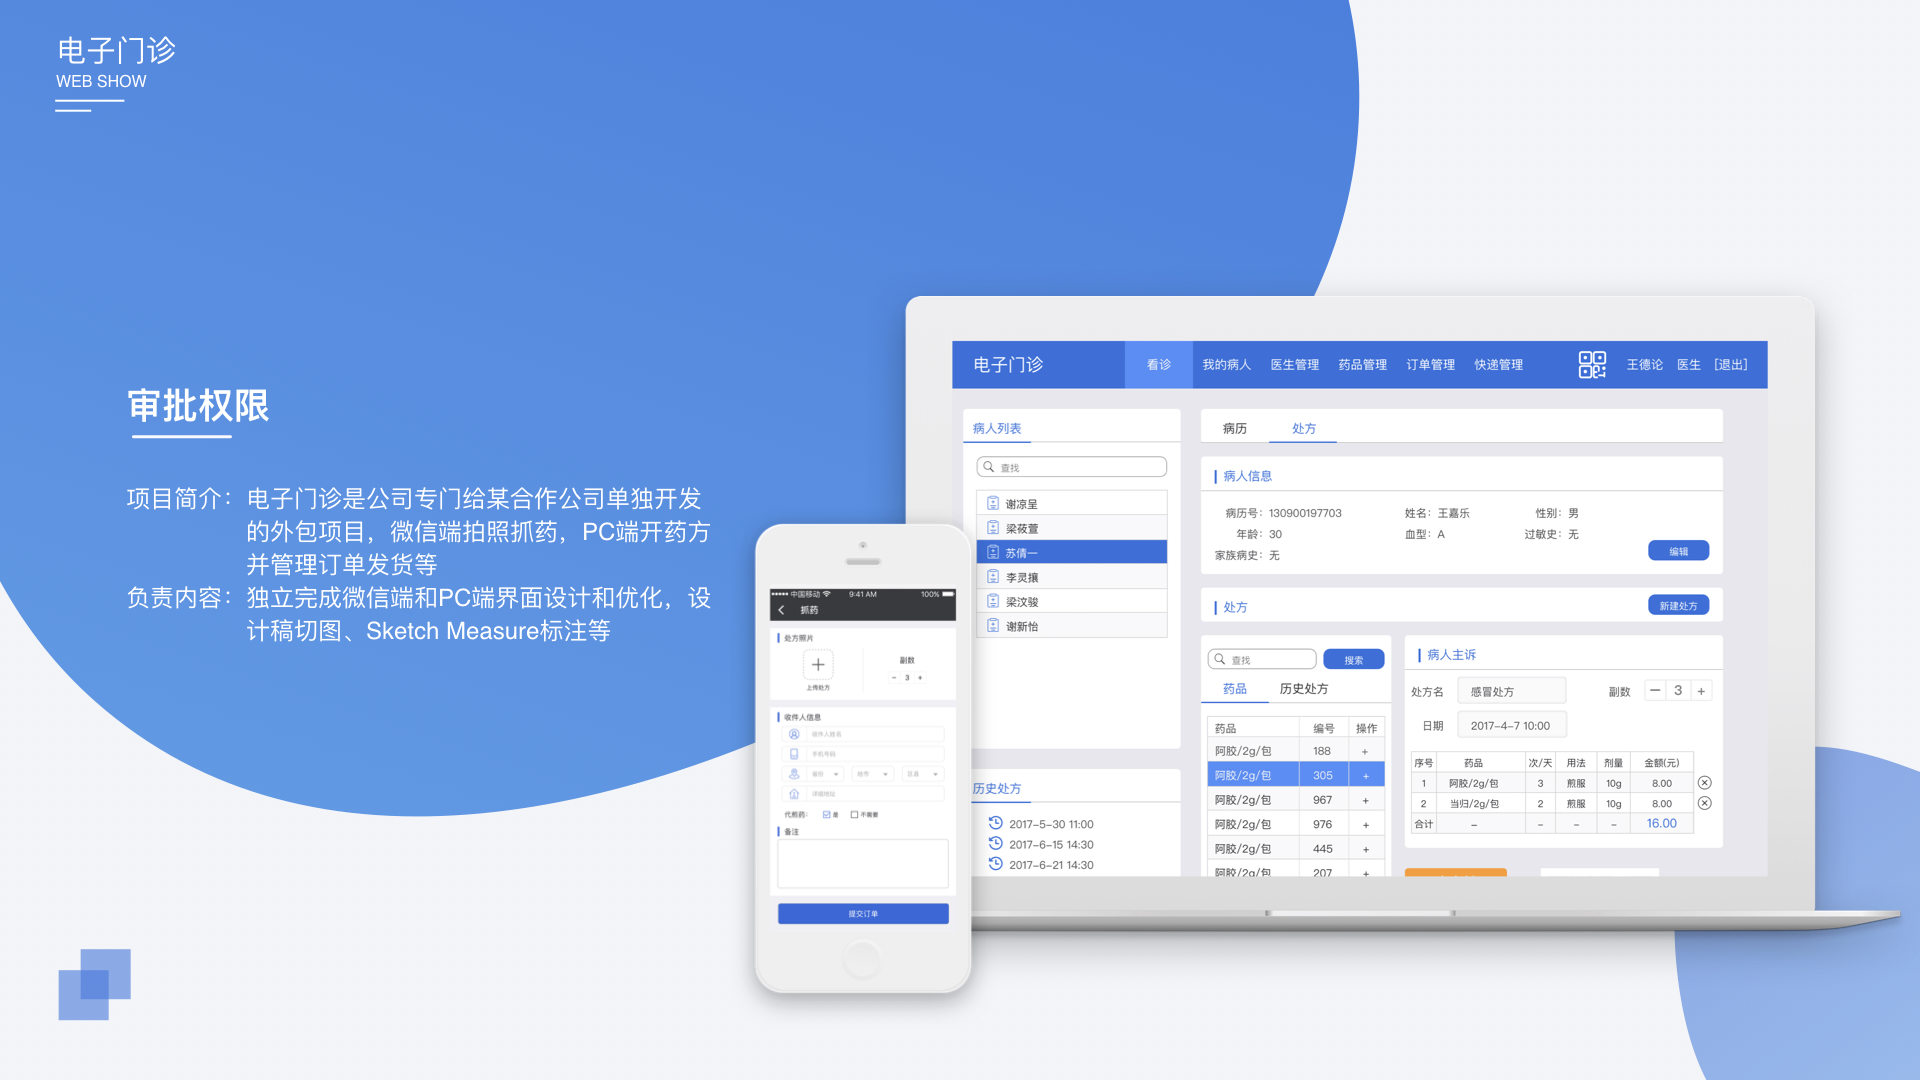 电子门诊
WEB SHOW
审批权限
项目简介：电子门诊是公司专门给某合作公司单独开发
的外包项目，微信端拍照抓药，PC端开药方
并管理订单发货等
负责内容：独立完成微信端和PC端界面设计和优化，设
计稿切图、Sketch Measure标注等
中国移动 9:41 AM 100%
抓药
处方照片
上传处方
副数
− 3 +
收件人信息
收件人姓名
手机号码
省份 地市 区县
详细地址
代煎药： 是 不需要
备注
提交订单
电子门诊 看诊 我的病人 医生管理 药品管理 订单管理 快递管理 王德论 医生 [退出]
病人列表
查找
谢凉呈
梁莜萱
苏倩一
李灵攘
梁汶骏
谢新怡
历史处方
2017-5-30 11:00
2017-6-15 14:30
2017-6-21 14:30
病历 处方
病人信息
病历号：130900197703 姓名：王嘉乐 性别：男
年龄：30 血型：A 过敏史：无
家族病史：无
编辑
处方
新建处方
查找 搜索
药品 历史处方
药品 编号 操作
阿胶/2g/包 188 +
阿胶/2g/包 305 +
阿胶/2g/包 967 +
阿胶/2g/包 976 +
阿胶/2g/包 445 +
阿胶/2g/包 207 +
病人主诉
处方名 感冒处方 副数 − 3 +
日期 2017-4-7 10:00
序号 药品 次/天 用法 剂量 金额(元)
1 阿胶/2g/包 3 煎服 10g 8.00
2 当归/2g/包 2 煎服 10g 8.00
合计 – – – – 16.00